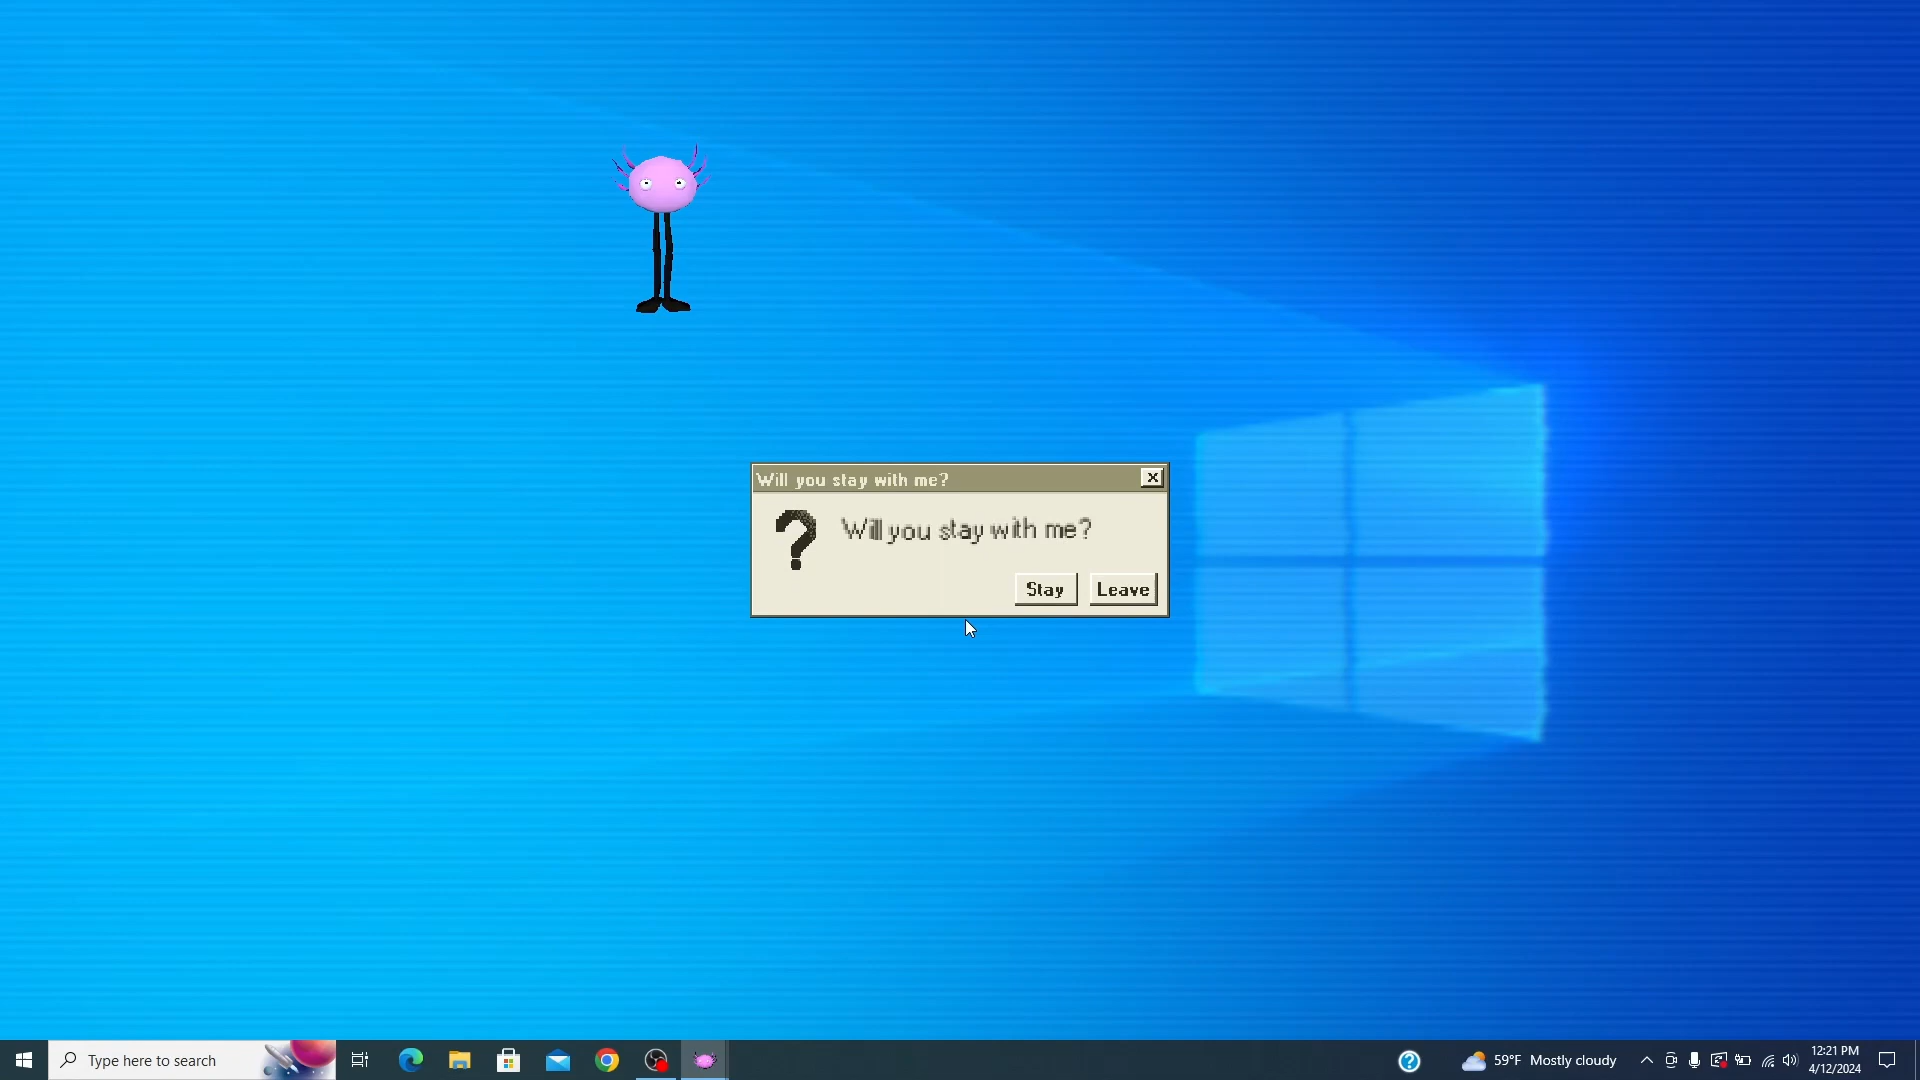 Will you stay with me?
Will you stay with me?
Stay Leave
Type here to search
59°F Mostly cloudy
12:21 PM
4/12/2024